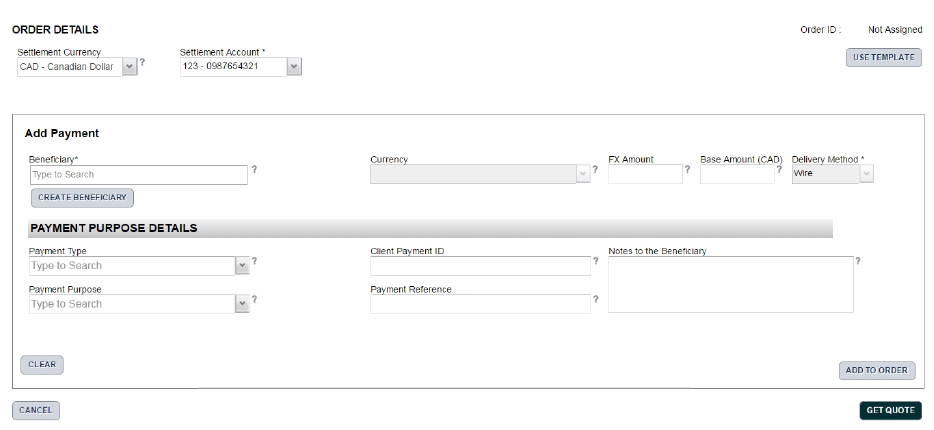 ORDER DETAILS
Order ID : Not Assigned
Settlement Currency Settlement Account *
CAD - Canadian Dollar ? 123 - 0987654321
USE TEMPLATE
Add Payment
Beneficiary* Currency FX Amount Base Amount (CAD) Delivery Method *
Type to Search ? ? ? ? Wire
CREATE BENEFICIARY
PAYMENT PURPOSE DETAILS
Payment Type Client Payment ID Notes to the Beneficiary
Type to Search ? ? ?
Payment Purpose Payment Reference
Type to Search ? ?
CLEAR
ADD TO ORDER
CANCEL GET QUOTE